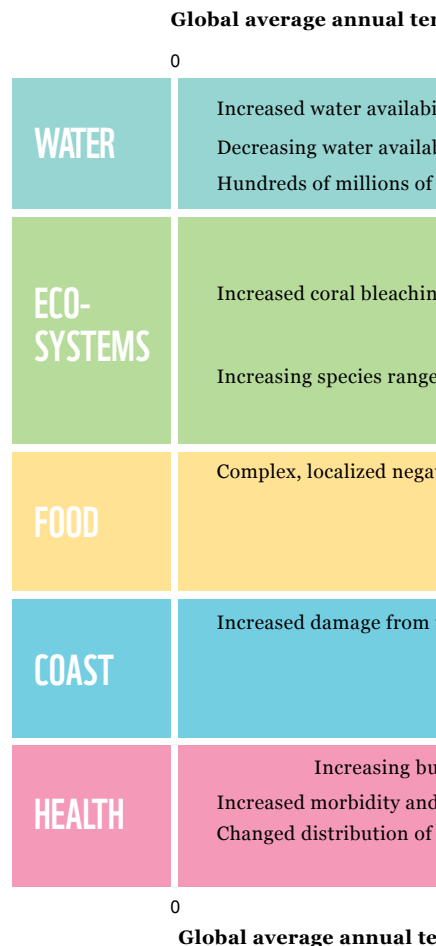 Global average annual ter
0
WATER
Increased water availabi
Decreasing water availab
Hundreds of millions of
ECO-
SYSTEMS
Increased coral bleachin
Increasing species range
FOOD
Complex, localized nega
COAST
Increased damage from
HEALTH
Increasing bu
Increased morbidity and
Changed distribution of
0
Global average annual te